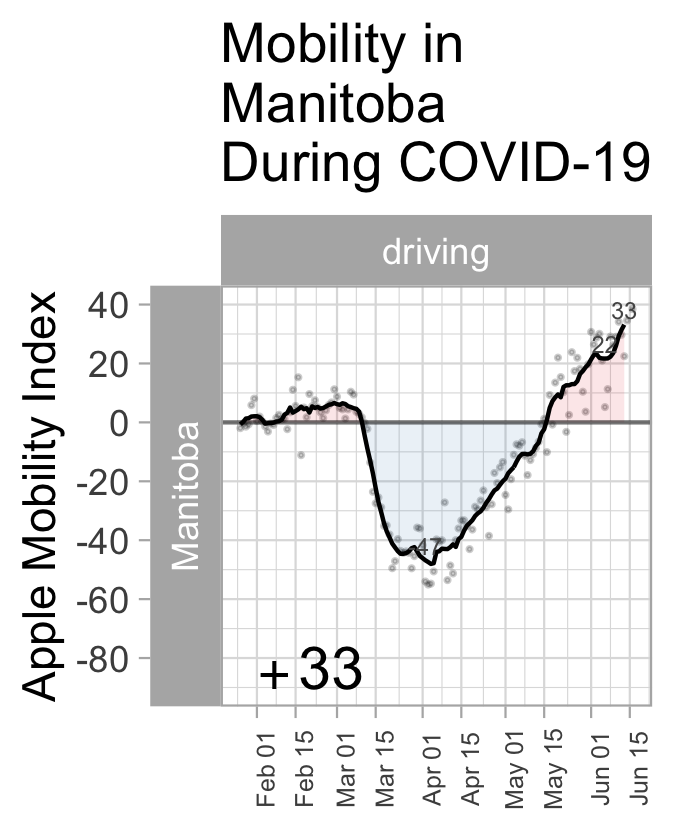 Mobility in
Manitoba
During COVID-19
driving
Manitoba
Apple Mobility Index
40
20
0
-20
-40
-60
-80
33
22
-47
+33
Feb 01
Feb 15
Mar 01
Mar 15
Apr 01
Apr 15
May 01
May 15
Jun 01
Jun 15